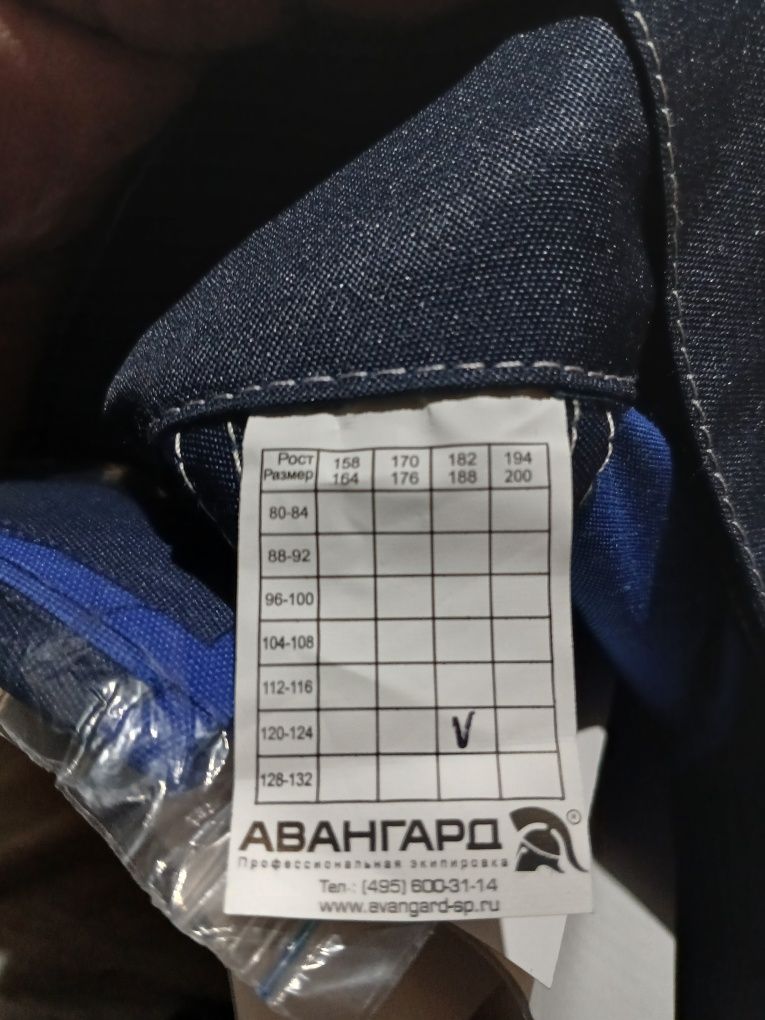 Рост 158 170 182 194
Размер 164 176 188 200
80-84
88-92
96-100
104-108
112-116
120-124 V
128-132
АВАНГАРД ®
Профессиональная экипировка
Тел.: (495) 600-31-14
www.avangard-sp.ru